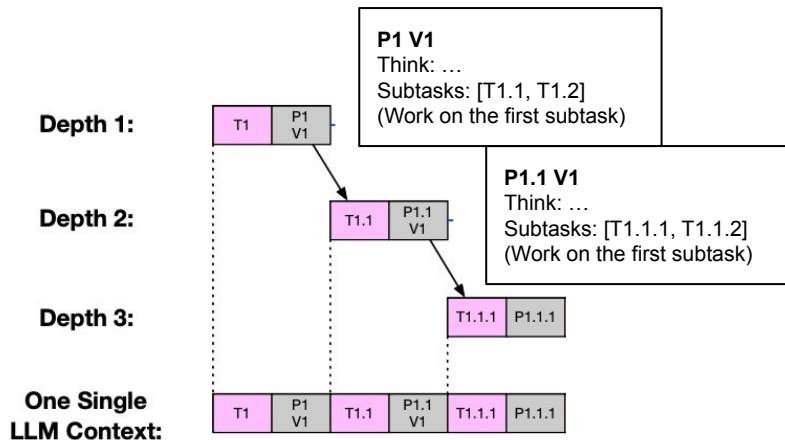 P1 V1
Think: …
Subtasks: [T1.1, T1.2]
(Work on the first subtask)
Depth 1:
T1
P1
V1
P1.1 V1
Think: …
Subtasks: [T1.1.1, T1.1.2]
(Work on the first subtask)
Depth 2:
T1.1
P1.1
V1
Depth 3:
T1.1.1
P1.1.1
One Single
LLM Context:
T1
P1
V1
T1.1
P1.1
V1
T1.1.1
P1.1.1